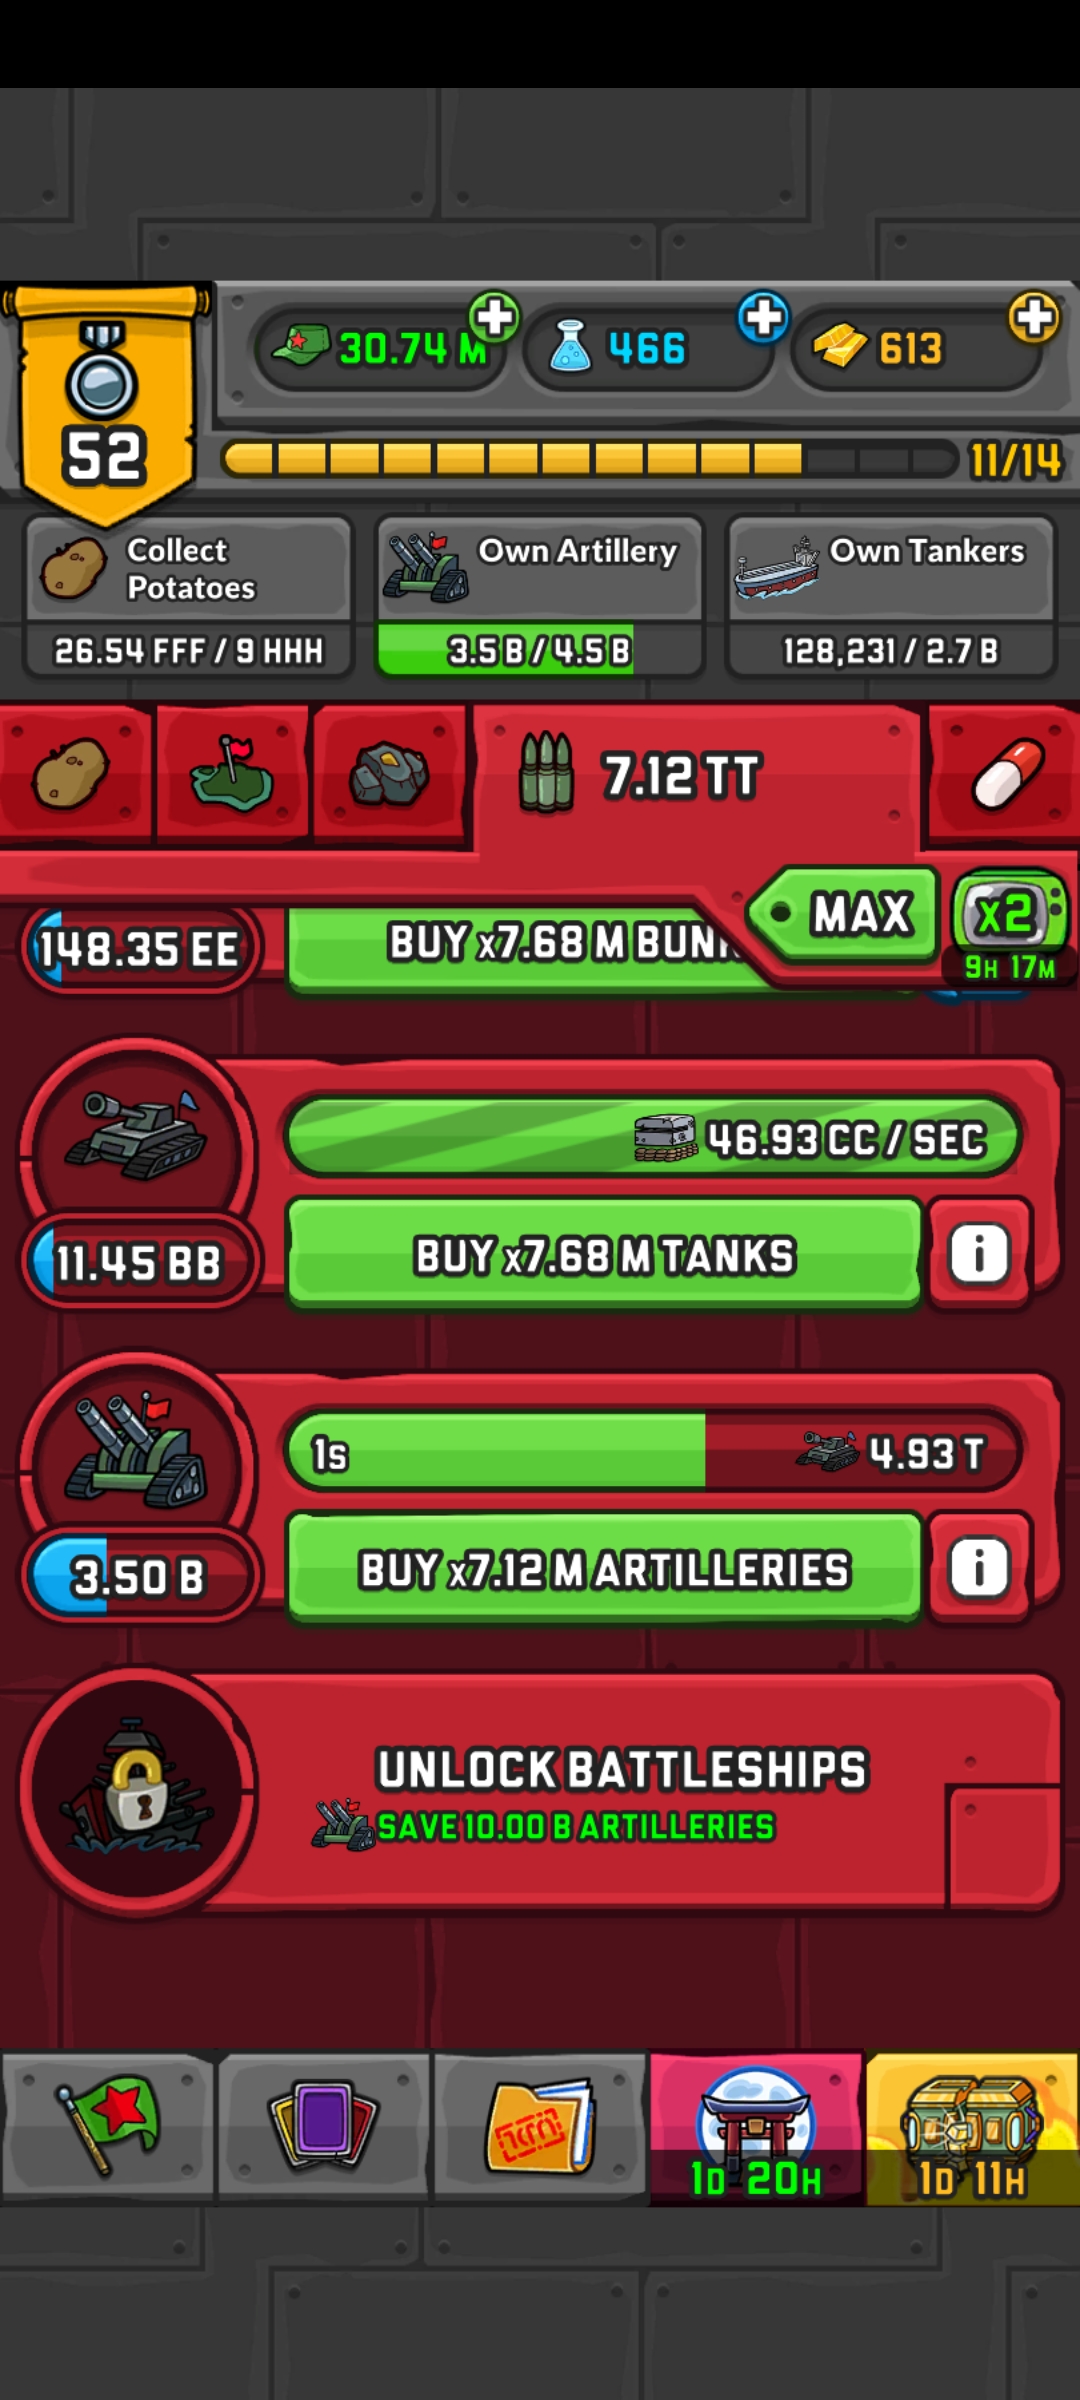 30.74 M
466
613
52
11/14
Collect
Potatoes
26.54 FFF / 9 HHH
Own Artillery
3.5 B / 4.5 B
Own Tankers
128,231 / 2.7 B
7.12 TT
MAX
x2
9H 17M
148.35 EE
BUY x7.68 M
46.93 CC / SEC
11.45 BB
BUY x7.68 M TANKS
i
1s
4.93 T
3.50 B
BUY x7.12 M ARTILLERIES
i
UNLOCK BATTLESHIPS
SAVE 10.00 B ARTILLERIES
1D 20H
1D 11H